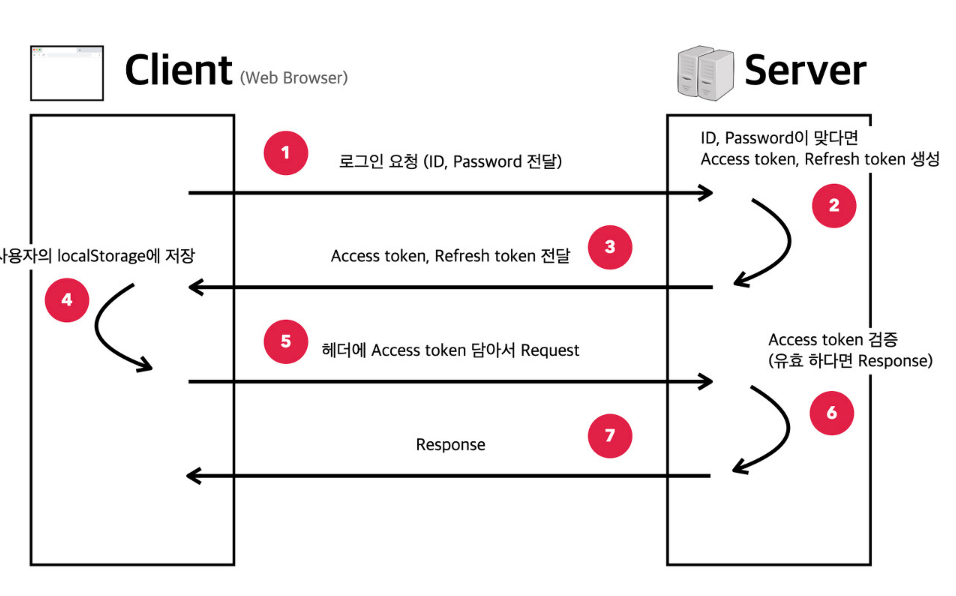 Client (Web Browser)
Server
1
로그인 요청 (ID, Password 전달)
ID, Password이 맞다면
Access token, Refresh token 생성
2
3
Access token, Refresh token 전달
사용자의 localStorage에 저장
4
5
헤더에 Access token 담아서 Request
Access token 검증
(유효 하다면 Response)
6
7
Response